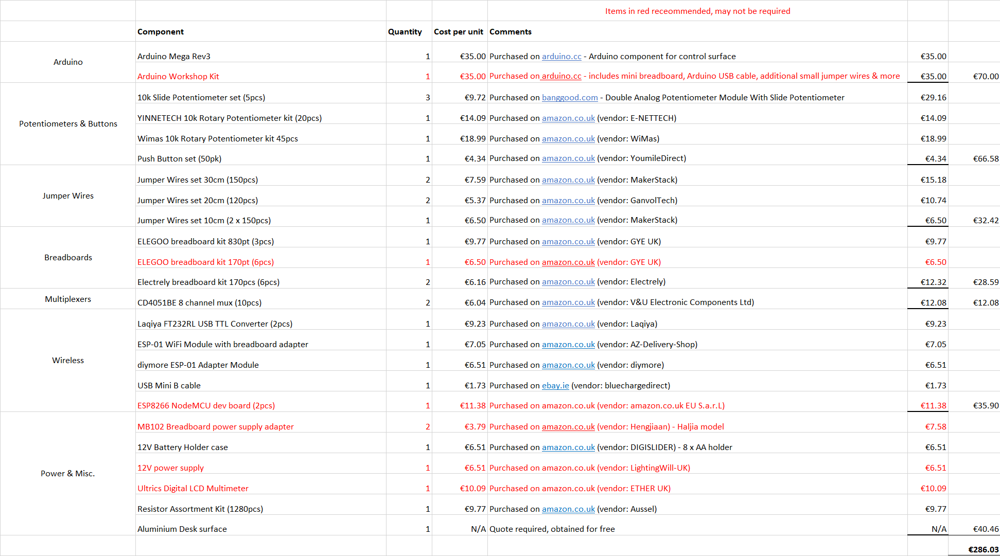 Items in red receommended, may not be required
Component Quantity Cost per unit Comments
Arduino
Arduino Mega Rev3 1 €35.00 Purchased on arduino.cc - Arduino component for control surface €35.00
Arduino Workshop Kit 1 €35.00 Purchased on arduino.cc - includes mini breadboard, Arduino USB cable, additional small jumper wires & more €35.00 €70.00
Potentiometers & Buttons
10k Slide Potentiometer set (5pcs) 3 €9.72 Purchased on banggood.com - Double Analog Potentiometer Module With Slide Potentiometer €29.16
YINNETECH 10k Rotary Potentiometer kit (20pcs) 1 €14.09 Purchased on amazon.co.uk (vendor: E-NETTECH) €14.09
Wimas 10k Rotary Potentiometer kit 45pcs 1 €18.99 Purchased on amazon.co.uk (vendor: WiMas) €18.99
Push Button set (50pk) 1 €4.34 Purchased on amazon.co.uk (vendor: YoumileDirect) €4.34 €66.58
Jumper Wires
Jumper Wires set 30cm (150pcs) 2 €7.59 Purchased on amazon.co.uk (vendor: MakerStack) €15.18
Jumper Wires set 20cm (120pcs) 2 €5.37 Purchased on amazon.co.uk (vendor: GanvolTech) €10.74
Jumper Wires set 10cm (2 x 150pcs) 1 €6.50 Purchased on amazon.co.uk (vendor: MakerStack) €6.50 €32.42
Breadboards
ELEGOO breadboard kit 830pt (3pcs) 1 €9.77 Purchased on amazon.co.uk (vendor: GYE UK) €9.77
ELEGOO breadboard kit 170pt (6pcs) 1 €6.50 Purchased on amazon.co.uk (vendor: GYE UK) €6.50
Electrely breadboard kit 170pcs (6pcs) 2 €6.16 Purchased on amazon.co.uk (vendor: Electrely) €12.32 €28.59
Multiplexers
CD4051BE 8 channel mux (10pcs) 2 €6.04 Purchased on amazon.co.uk (vendor: V&U Electronic Components Ltd) €12.08 €12.08
Wireless
Laqiya FT232RL USB TTL Converter (2pcs) 1 €9.23 Purchased on amazon.co.uk (vendor: Laqiya) €9.23
ESP-01 WiFi Module with breadboard adapter 1 €7.05 Purchased on amazon.co.uk (vendor: AZ-Delivery-Shop) €7.05
diymore ESP-01 Adapter Module 1 €6.51 Purchased on amazon.co.uk (vendor: diymore) €6.51
USB Mini B cable 1 €1.73 Purchased on ebay.ie (vendor: bluechargedirect) €1.73
ESP8266 NodeMCU dev board (2pcs) 1 €11.38 Purchased on amazon.co.uk (vendor: amazon.co.uk EU S.a.r.L) €11.38 €35.90
Power & Misc.
MB102 Breadboard power supply adapter 2 €3.79 Purchased on amazon.co.uk (vendor: Hengjiaan) - Haljia model €7.58
12V Battery Holder case 1 €6.51 Purchased on amazon.co.uk (vendor: DIGISLIDER) - 8 x AA holder €6.51
12V power supply 1 €6.51 Purchased on amazon.co.uk (vendor: LightingWill-UK) €6.51
Ultrics Digital LCD Multimeter 1 €10.09 Purchased on amazon.co.uk (vendor: ETHER UK) €10.09
Resistor Assortment Kit (1280pcs) 1 €9.77 Purchased on amazon.co.uk (vendor: Aussel) €9.77
Aluminium Desk surface 1 N/A Quote required, obtained for free N/A €40.46
€286.03